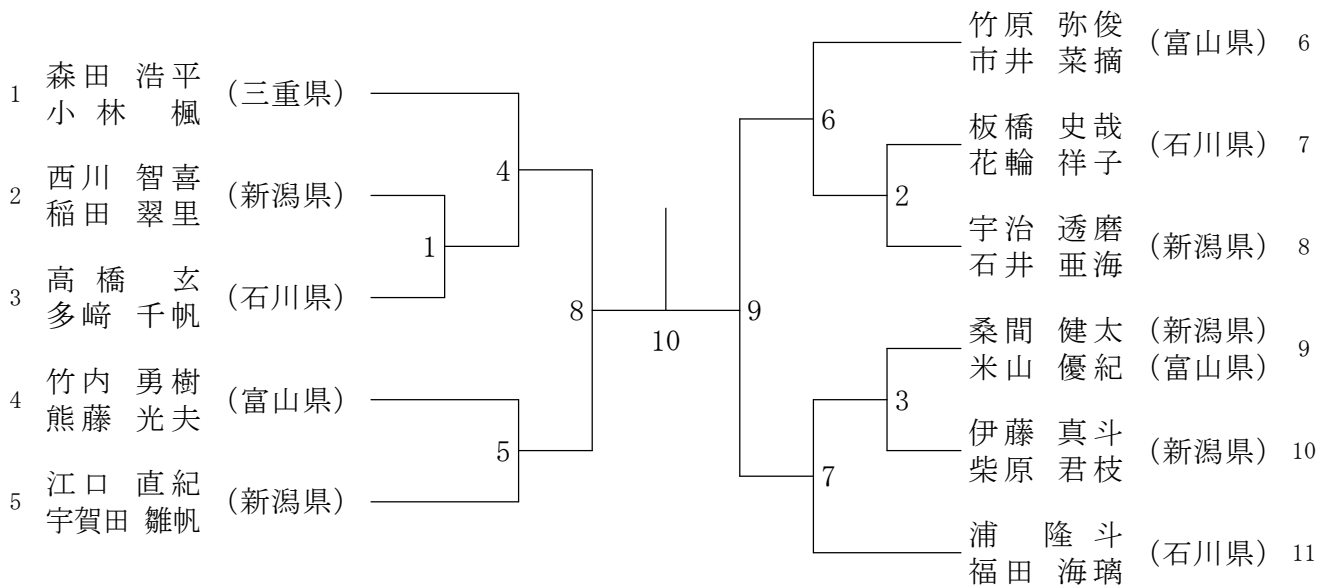 1 森田 浩平 (三重県)
小林 楓
2 西川 智喜 (新潟県)
稲田 翠里
3 高橋 玄 (石川県)
多﨑 千帆
4 竹内 勇樹 (富山県)
熊藤 光夫
5 江口 直紀 (新潟県)
宇賀田 雛帆
4
1
8
5
10
9
6
2
3
7
竹原 弥俊 (富山県) 6
市井 菜摘
板橋 史哉 (石川県) 7
花輪 祥子
宇治 透磨 (新潟県) 8
石井 亜海
桑間 健太 (新潟県) 9
米山 優紀 (富山県)
伊藤 真斗 (新潟県) 10
柴原 君枝
浦 隆斗 (石川県) 11
福田 海璃